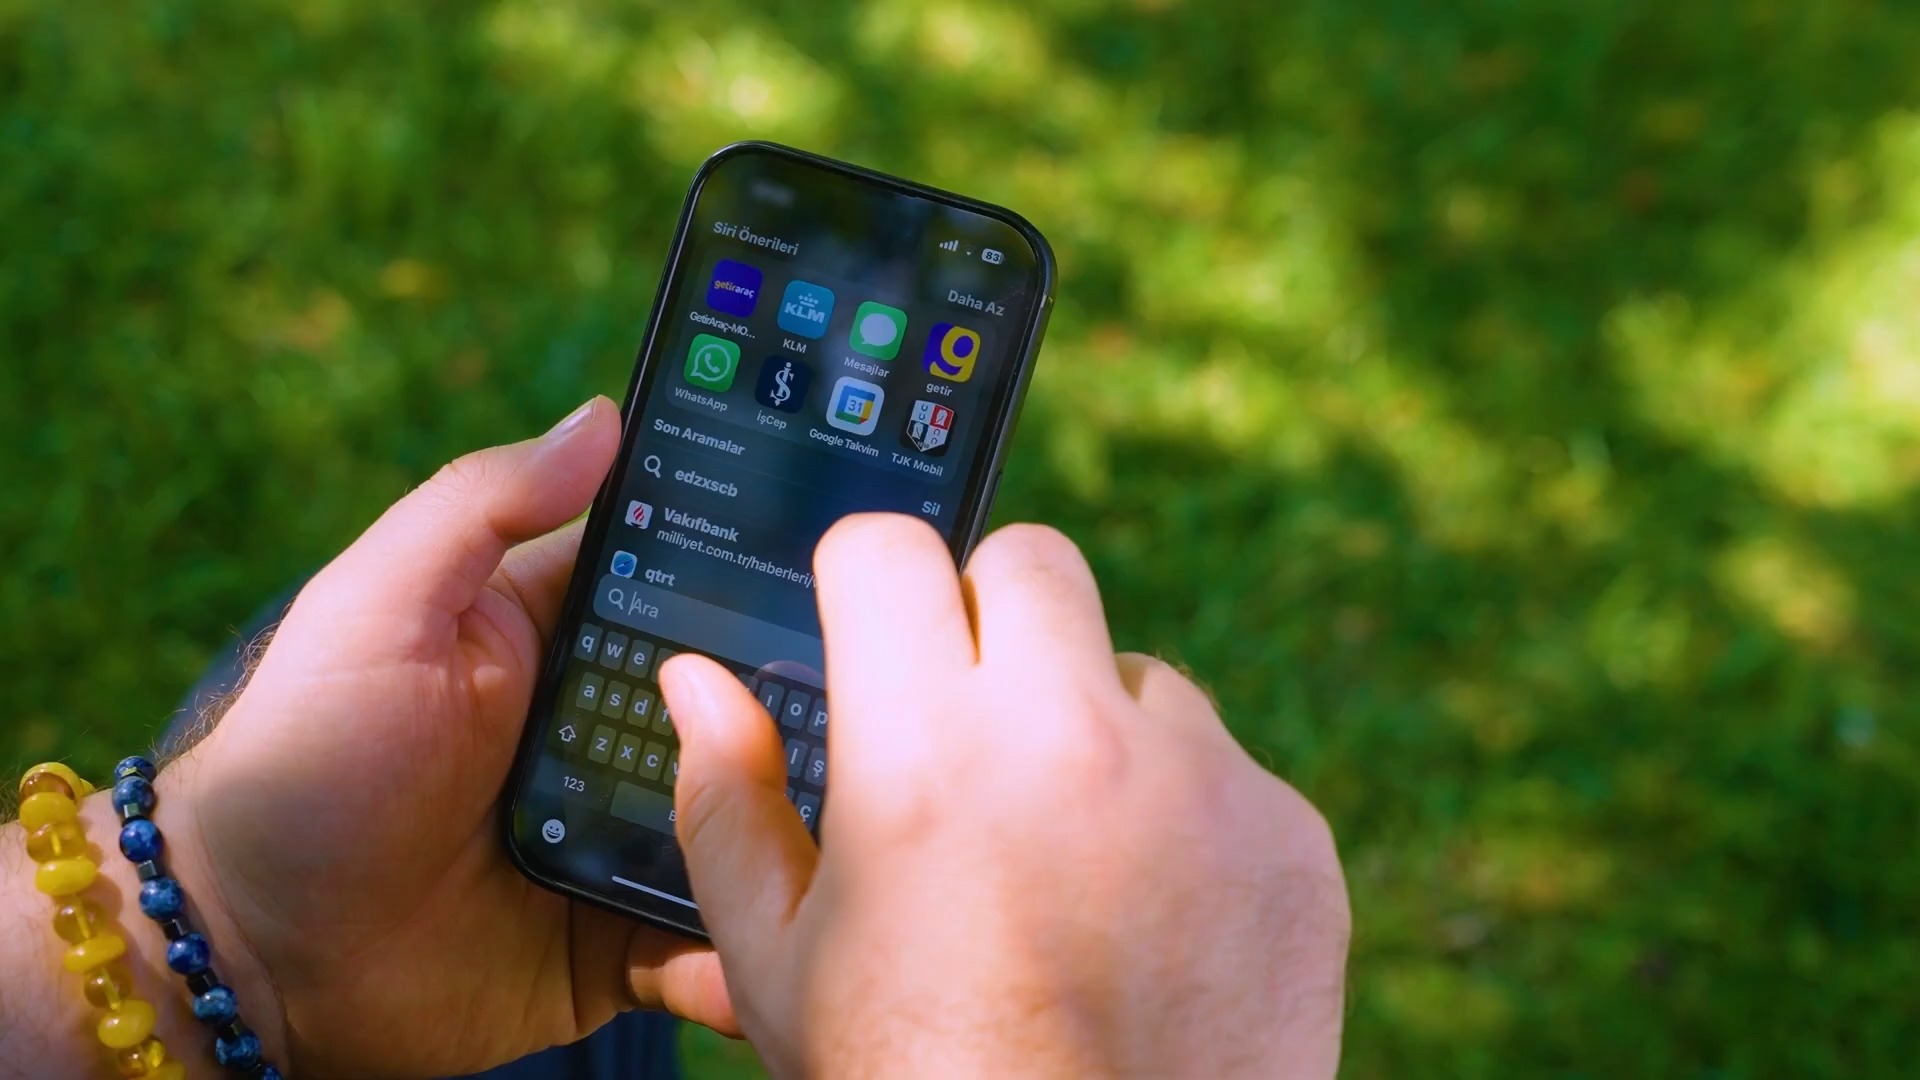 Siri Önerileri
83
Daha Az
getiraraç
KLM
GetirAraç-MO...
KLM
Mesajlar
getir
31
WhatsApp
İşCep
Google Takvim
TJK Mobil
Son Aramalar
Sil
edzxscb
Vakıfbank
milliyet.com.tr/haberleri/v
qtrt
Ara
q w e ı o p
a s d f l ş
z x c v ç
123
B